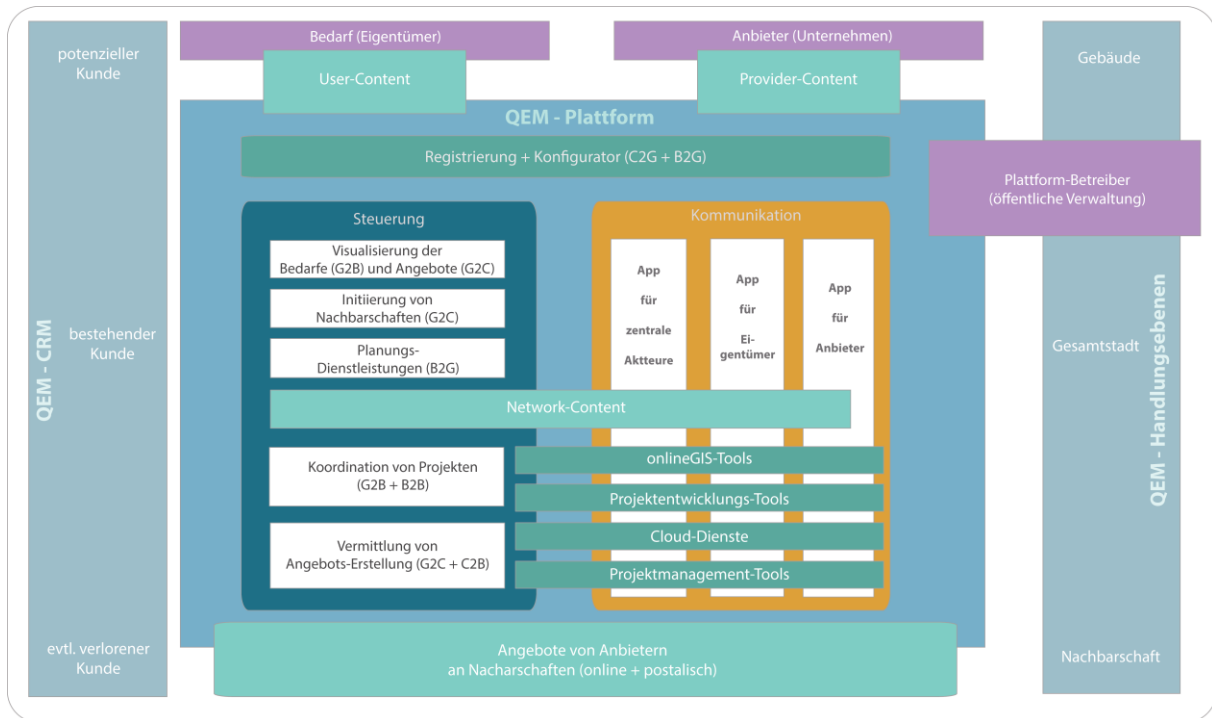 potenzieller
Kunde
bestehender
Kunde
evtl. verlorener
Kunde
QEM - CRM
Bedarf (Eigentümer)
Anbieter (Unternehmen)
User-Content
Provider-Content
QEM - Plattform
Registrierung + Konfigurator (C2G + B2G)
Steuerung
Visualisierung der
Bedarfe (G2B) und Angebote (G2C)
Initiierung von
Nachbarschaften (G2C)
Planungs-
Dienstleistungen (B2G)
Kommunikation
App
für
zentrale
Aktteure
App
für
Ei-
gentümer
App
für
Anbieter
Network-Content
Koordination von Projekten
(G2B + B2B)
Vermittlung von
Angebots-Erstellung (G2C + C2B)
onlineGIS-Tools
Projektentwicklungs-Tools
Cloud-Dienste
Projektmanagement-Tools
Angebote von Anbietern
an Nacharschaften (online + postalisch)
Gebäude
Plattform-Betreiber
(öffentliche Verwaltung)
Gesamtstadt
Nachbarschaft
QEM - Handlungsebenen